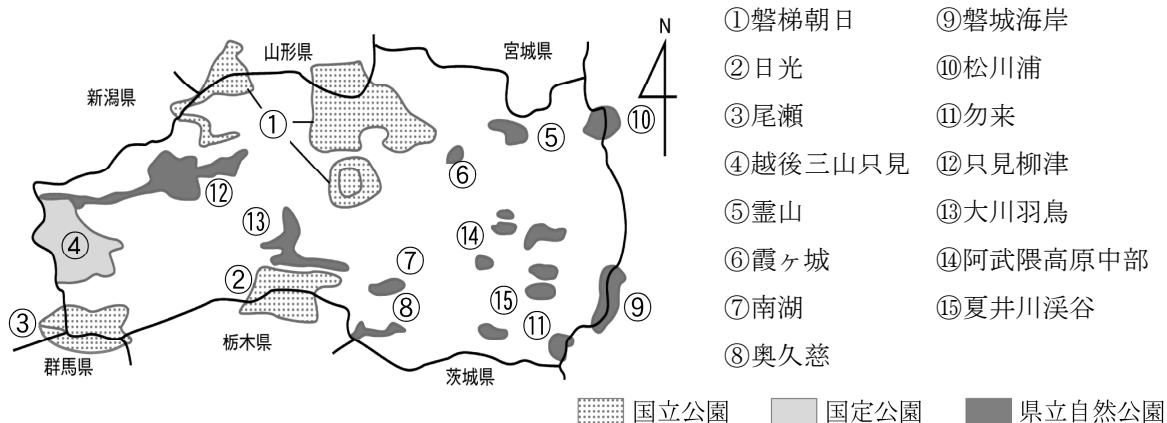 山形県
宮城県
N
新潟県
①
⑤
⑩
⑥
⑫
④
⑬
⑭
②
⑦
⑧
⑮
⑨
⑪
③
群馬県
栃木県
茨城県
①磐梯朝日
②日光
③尾瀬
④越後三山只見
⑤霊山
⑥霞ヶ城
⑦南湖
⑧奥久慈
⑨磐城海岸
⑩松川浦
⑪勿来
⑫只見柳津
⑬大川羽鳥
⑭阿武隈高原中部
⑮夏井川渓谷
国立公園
国定公園
県立自然公園